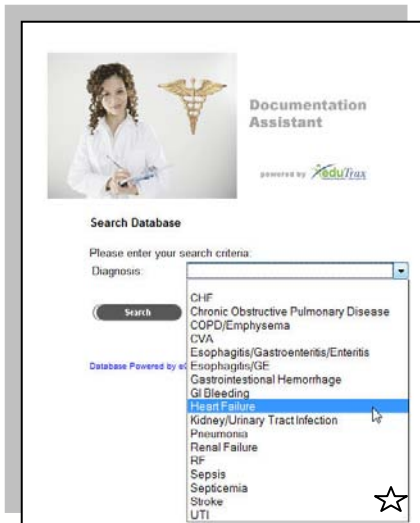 Documentation
Assistant
powered by eduTrax
Search Database
Please enter your search criteria:
Diagnosis:
Search
Database Powered by
CHF
Chronic Obstructive Pulmonary Disease
COPD/Emphysema
CVA
Esophagitis/Gastroenteritis/Enteritis
Esophagitis/GE
Gastrointestional Hemorrhage
GI Bleeding
Heart Failure
Kidney/Urinary Tract Infection
Pneumonia
Renal Failure
RF
Sepsis
Septicemia
Stroke
UTI